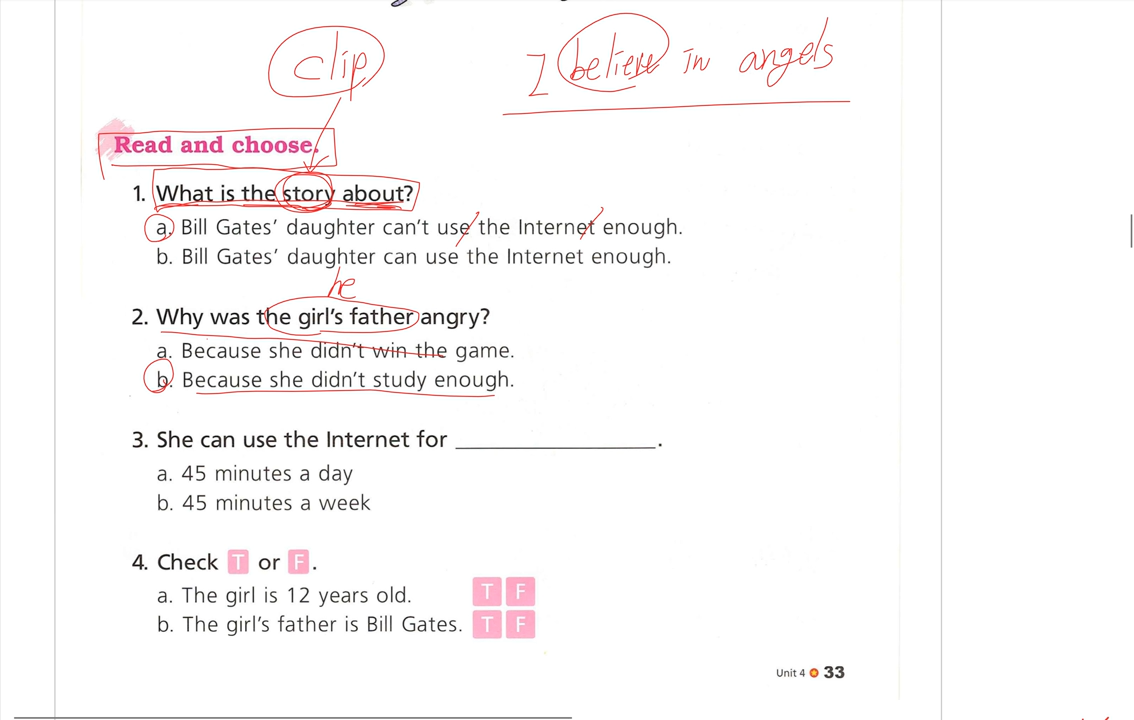 clip
I believe in angels
Read and choose.
1. What is the story about?
a. Bill Gates' daughter can't use the Internet enough.
b. Bill Gates' daughter can use the Internet enough.
he
2. Why was the girl's father angry?
a. Because she didn't win the game.
b. Because she didn't study enough.
3. She can use the Internet for ____________________.
a. 45 minutes a day
b. 45 minutes a week
4. Check T or F.
a. The girl is 12 years old. T F
b. The girl's father is Bill Gates. T F
Unit 4 33